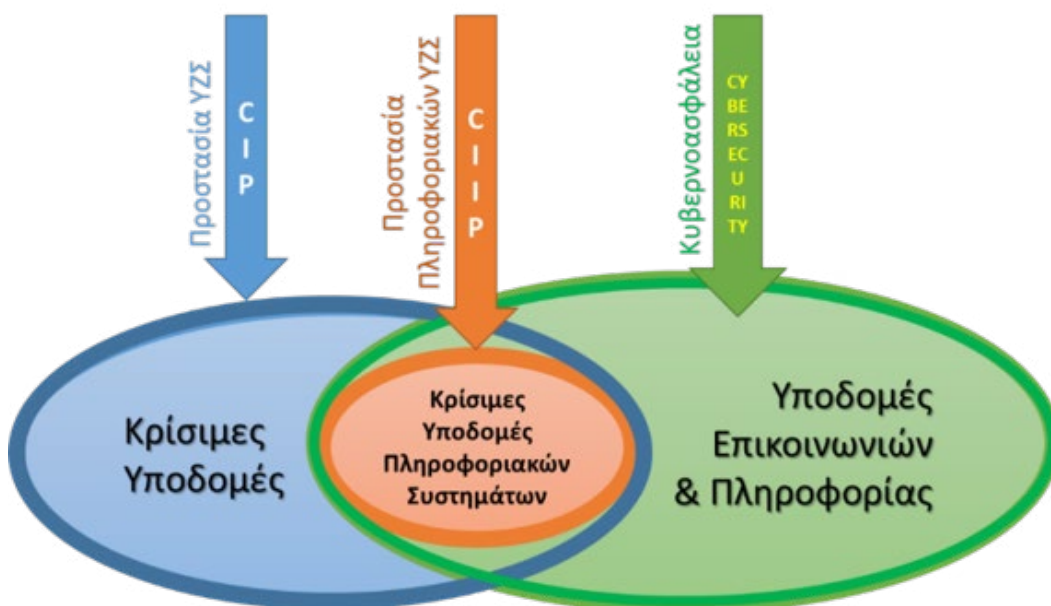 Προστασία ΥΖΣ
C
I
P
Προστασία
Πληροφοριακών ΥΖΣ
C
I
I
P
Κυβερνοασφάλεια
CY
BE
RS
EC
U
RI
TY
Κρίσιμες
Υποδομές
Κρίσιμες
Υποδομές
Πληροφοριακών
Συστημάτων
Υποδομές
Επικοινωνιών
& Πληροφορίας